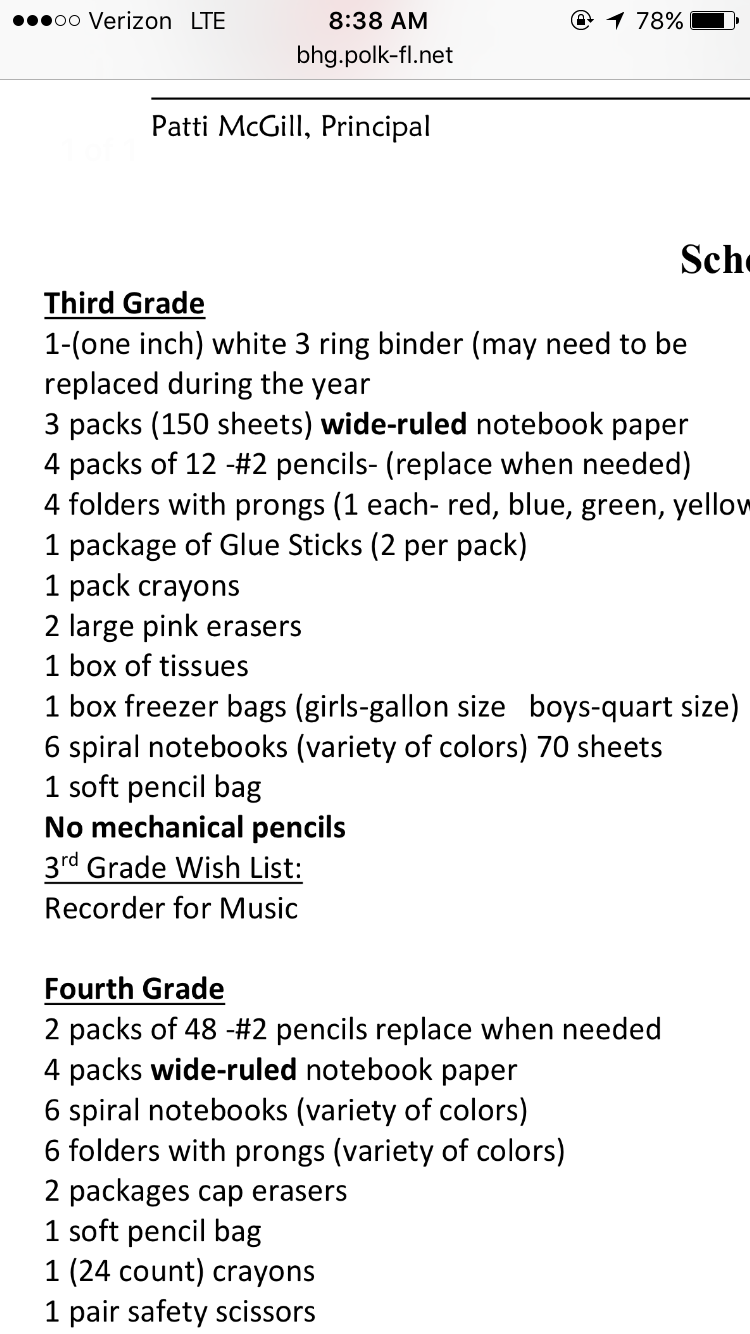 Verizon LTE 8:38 AM 78%
bhg.polk-fl.net
Patti McGill, Principal
Third Grade
1-(one inch) white 3 ring binder (may need to be
replaced during the year
3 packs (150 sheets) wide-ruled notebook paper
4 packs of 12 -#2 pencils- (replace when needed)
4 folders with prongs (1 each- red, blue, green, yellow
1 package of Glue Sticks (2 per pack)
1 pack crayons
2 large pink erasers
1 box of tissues
1 box freezer bags (girls-gallon size   boys-quart size)
6 spiral notebooks (variety of colors) 70 sheets
1 soft pencil bag
No mechanical pencils
3rd Grade Wish List:
Recorder for Music
Fourth Grade
2 packs of 48 -#2 pencils replace when needed
4 packs wide-ruled notebook paper
6 spiral notebooks (variety of colors)
6 folders with prongs (variety of colors)
2 packages cap erasers
1 soft pencil bag
1 (24 count) crayons
1 pair safety scissors